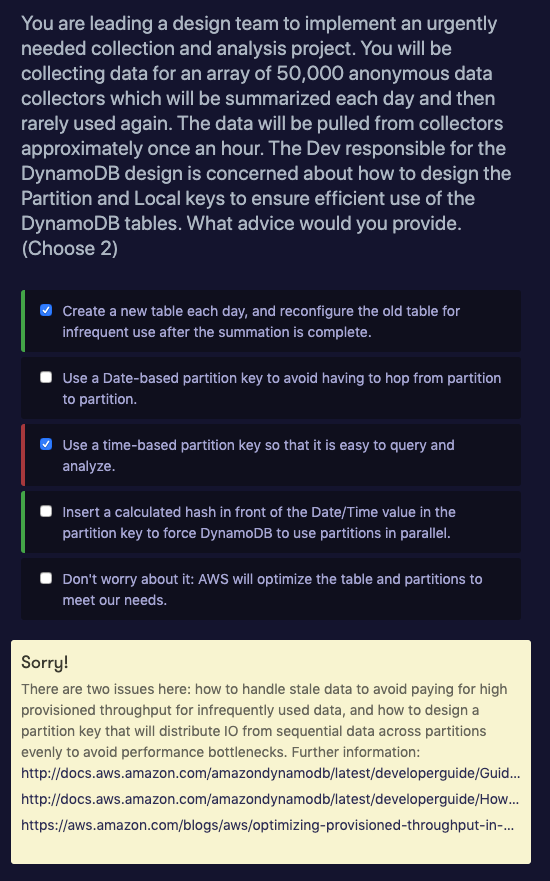 You are leading a design team to implement an urgently
needed collection and analysis project. You will be
collecting data for an array of 50,000 anonymous data
collectors which will be summarized each day and then
rarely used again. The data will be pulled from collectors
approximately once an hour. The Dev responsible for the
DynamoDB design is concerned about how to design the
Partition and Local keys to ensure efficient use of the
DynamoDB tables. What advice would you provide.
(Choose 2)
Create a new table each day, and reconfigure the old table for
infrequent use after the summation is complete.
Use a Date-based partition key to avoid having to hop from partition
to partition.
Use a time-based partition key so that it is easy to query and
analyze.
Insert a calculated hash in front of the Date/Time value in the
partition key to force DynamoDB to use partitions in parallel.
Don't worry about it: AWS will optimize the table and partitions to
meet our needs.
Sorry!
There are two issues here: how to handle stale data to avoid paying for high
provisioned throughput for infrequently used data, and how to design a
partition key that will distribute IO from sequential data across partitions
evenly to avoid performance bottlenecks. Further information:
http://docs.aws.amazon.com/amazondynamodb/latest/developerguide/Guid...
http://docs.aws.amazon.com/amazondynamodb/latest/developerguide/How...
https://aws.amazon.com/blogs/aws/optimizing-provisioned-throughput-in-...